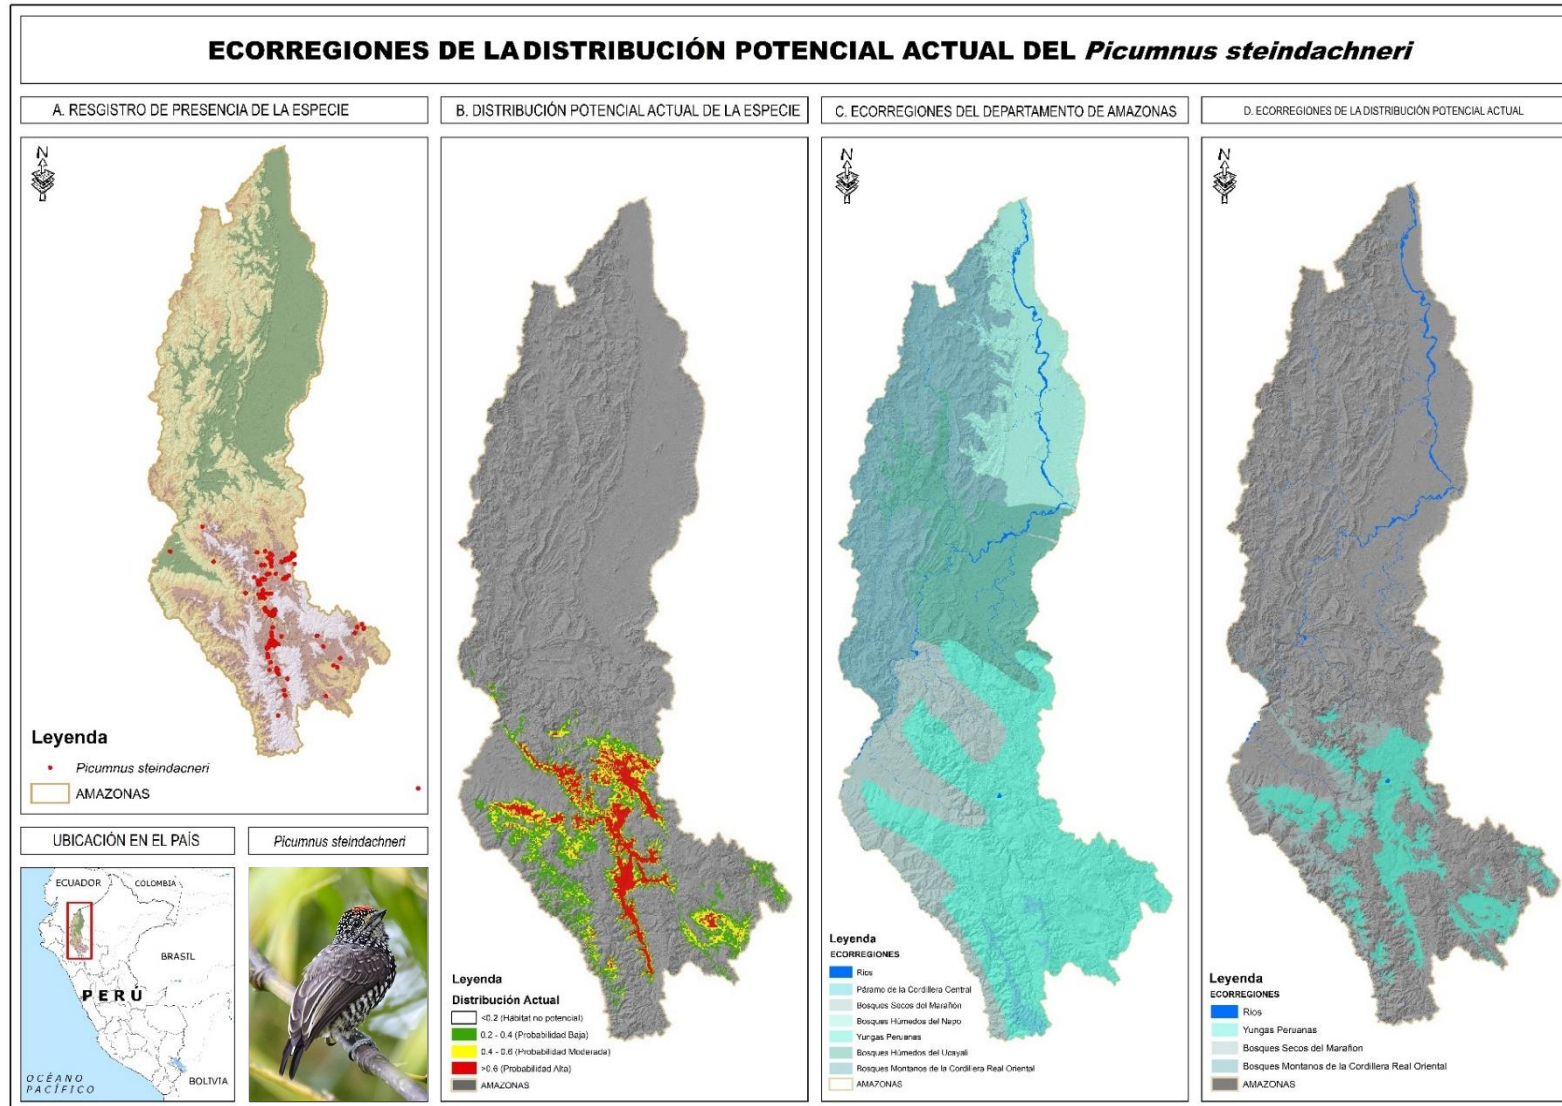 ECORREGIONES DE LA DISTRIBUCIÓN POTENCIAL ACTUAL DEL Picumnus steindachneri
A. RESGISTRO DE PRESENCIA DE LA ESPECIE
B. DISTRIBUCIÓN POTENCIAL ACTUAL DE LA ESPECIE
C. ECORREGIONES DEL DEPARTAMENTO DE AMAZONAS
D. ECORREGIONES DE LA DISTRIBUCIÓN POTENCIAL ACTUAL
N
Leyenda
Picumnus steindacneri
AMAZONAS
UBICACIÓN EN EL PAÍS
ECUADOR
COLOMBIA
BRASIL
PERÚ
BOLIVIA
OCÉANO
PACÍFICO
Picumnus steindachneri
N
Leyenda
Distribución Actual
<0.2 (Hábitat no potencial)
0.2 - 0.4 (Probabilidad Baja)
0.4 - 0.6 (Probabilidad Moderada)
>0.6 (Probabilidad Alta)
AMAZONAS
N
Leyenda
ECORREGIONES
Rios
Páramo de la Cordillera Central
Bosques Secos del Marañón
Bosques Húmedos del Napo
Yungas Peruanas
Bosques Húmedos del Ucayali
Bosques Montanos de la Cordillera Real Oriental
AMAZONAS
N
Leyenda
ECORREGIONES
Rios
Yungas Peruanas
Bosques Secos del Marañon
Bosques Montanos de la Cordillera Real Oriental
AMAZONAS